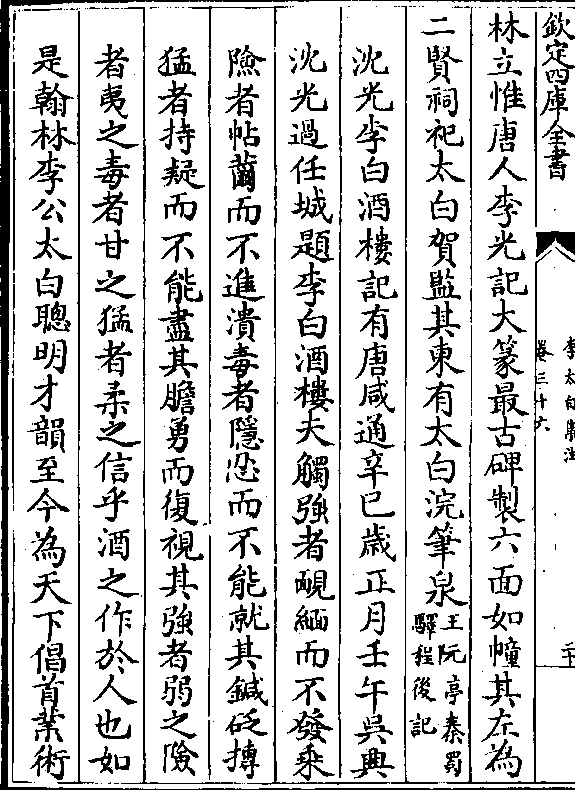 欽定四庫全書
李太白集注
卷三十六
二十
林立惟唐人李光記大篆最古碑製六面如幢其左為
二賢祠祀太白賀監其東有太白浣筆泉王阮亭秦蜀驛程後記
沈光李白酒樓記有唐咸通辛巳歲正月壬午吳興
沈光過任城題李白酒樓夫觸強者靦緬而不發乗
險者帖薾而不進潰毒者隱忍而不能就其鍼砭搏
猛者持疑而不能盡其膽勇而復視其強者弱之險
者夷之毒者甘之猛者柔之信乎酒之作於人也如
是翰林李公太白聰明才韻至今為天下倡首業術